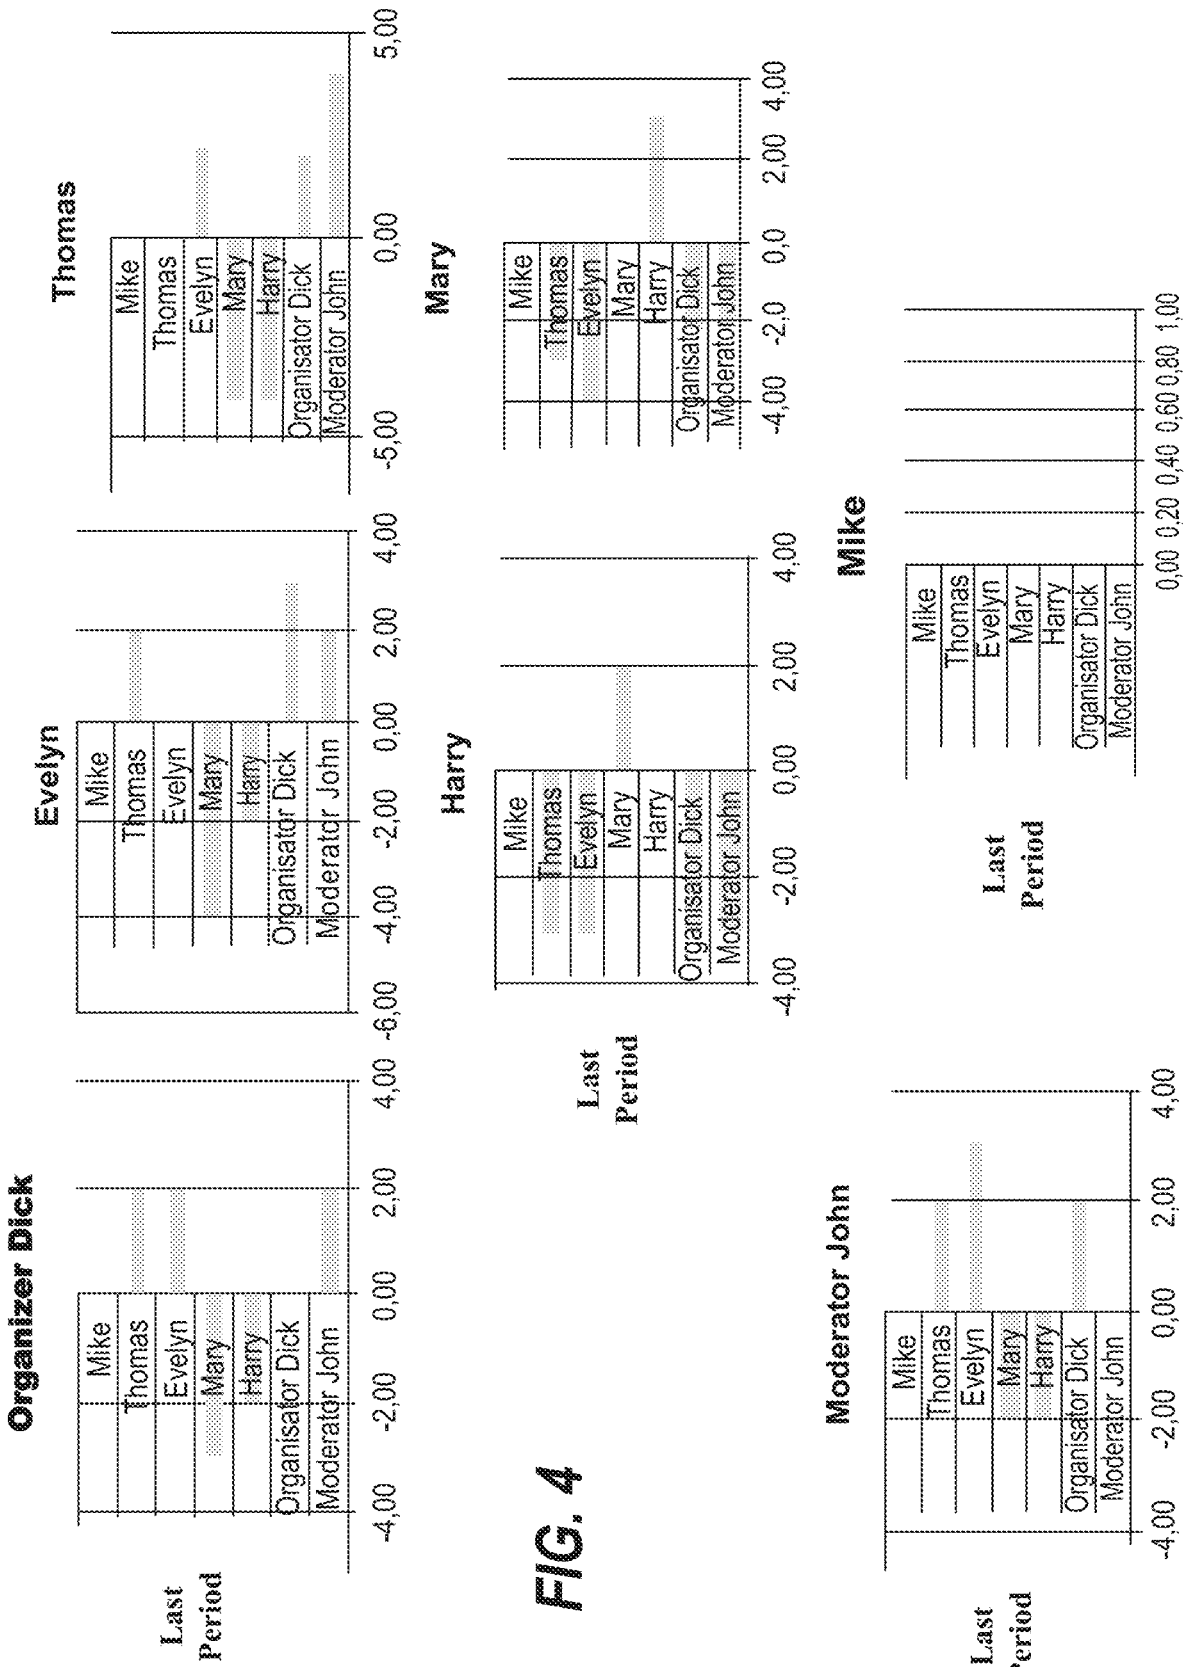 Organizer Dick
Last
Period
Mike
Thomas
Evelyn
Mary
Harry
Organisator Dick
Moderator John
-4,00 -2,00 0,00 2,00 4,00
Evelyn
Mike
Thomas
Evelyn
Mary
Harry
Organisator Dick
Moderator John
-6,00 -4,00 -2,00 0,00 2,00 4,00
Thomas
Mike
Thomas
Evelyn
Mary
Harry
Organisator Dick
Moderator John
-5,00 0,00 5,00
FIG. 4
Harry
Last
Period
Mike
Thomas
Evelyn
Mary
Harry
Organisator Dick
Moderator John
-4,00 -2,00 0,00 2,00 4,00
Mary
Mike
Thomas
Evelyn
Mary
Harry
Organisator Dick
Moderator John
-4,00 -2,0 0,0 2,00 4,00
Moderator John
Last
Period
Mike
Thomas
Evelyn
Mary
Harry
Organisator Dick
Moderator John
-4,00 -2,00 0,00 2,00 4,00
Mike
Last
Period
Mike
Thomas
Evelyn
Mary
Harry
Organisator Dick
Moderator John
0,00 0,20 0,40 0,60 0,80 1,00